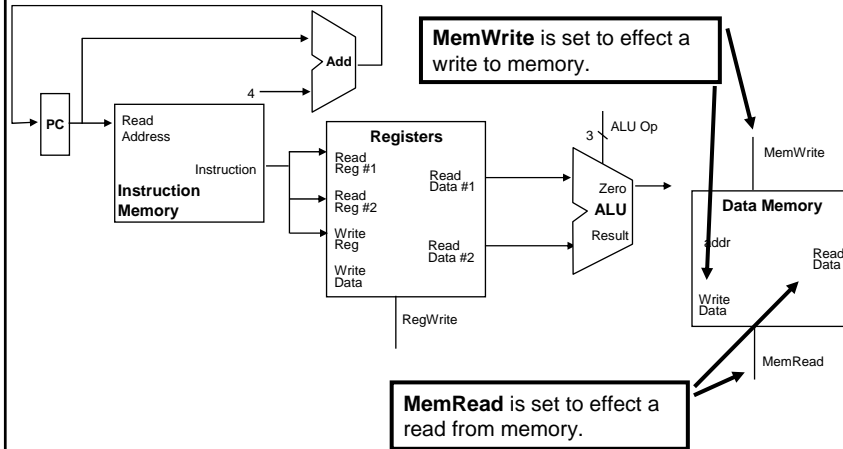 MemWrite is set to effect a
write to memory.
Add
4
PC
Read
Address
Instruction
Instruction
Memory
Registers
Read
Reg #1
Read
Reg #2
Write
Reg
Write
Data
Read
Data #1
Read
Data #2
RegWrite
3
ALU Op
Zero
ALU
Result
MemWrite
Data Memory
addr
Read
Data
Write
Data
MemRead
MemRead is set to effect a
read from memory.